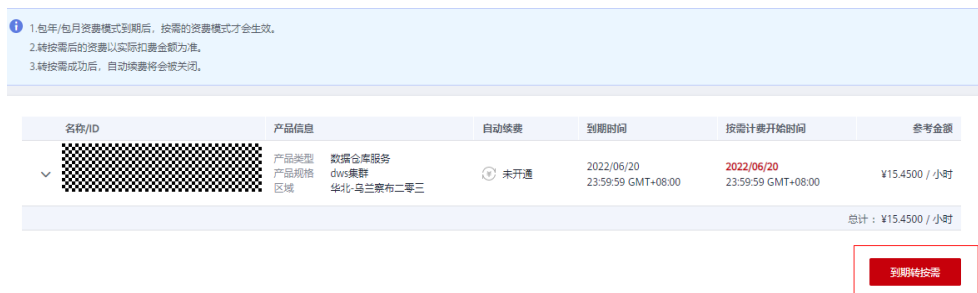 1.包年/包月资费模式到期后，按需的资费模式才会生效。
2.转按需后的资费以实际扣费金额为准。
3.转按需成功后，自动续费将会被关闭。
名称/ID 产品信息 自动续费 到期时间 按需计费开始时间 参考金额
产品类型 数据仓库服务
产品规格 dws集群
区域 华北-乌兰察布二零三
未开通
2022/06/20
23:59:59 GMT+08:00
2022/06/20
23:59:59 GMT+08:00
¥15.4500 / 小时
总计： ¥15.4500 / 小时
到期转按需